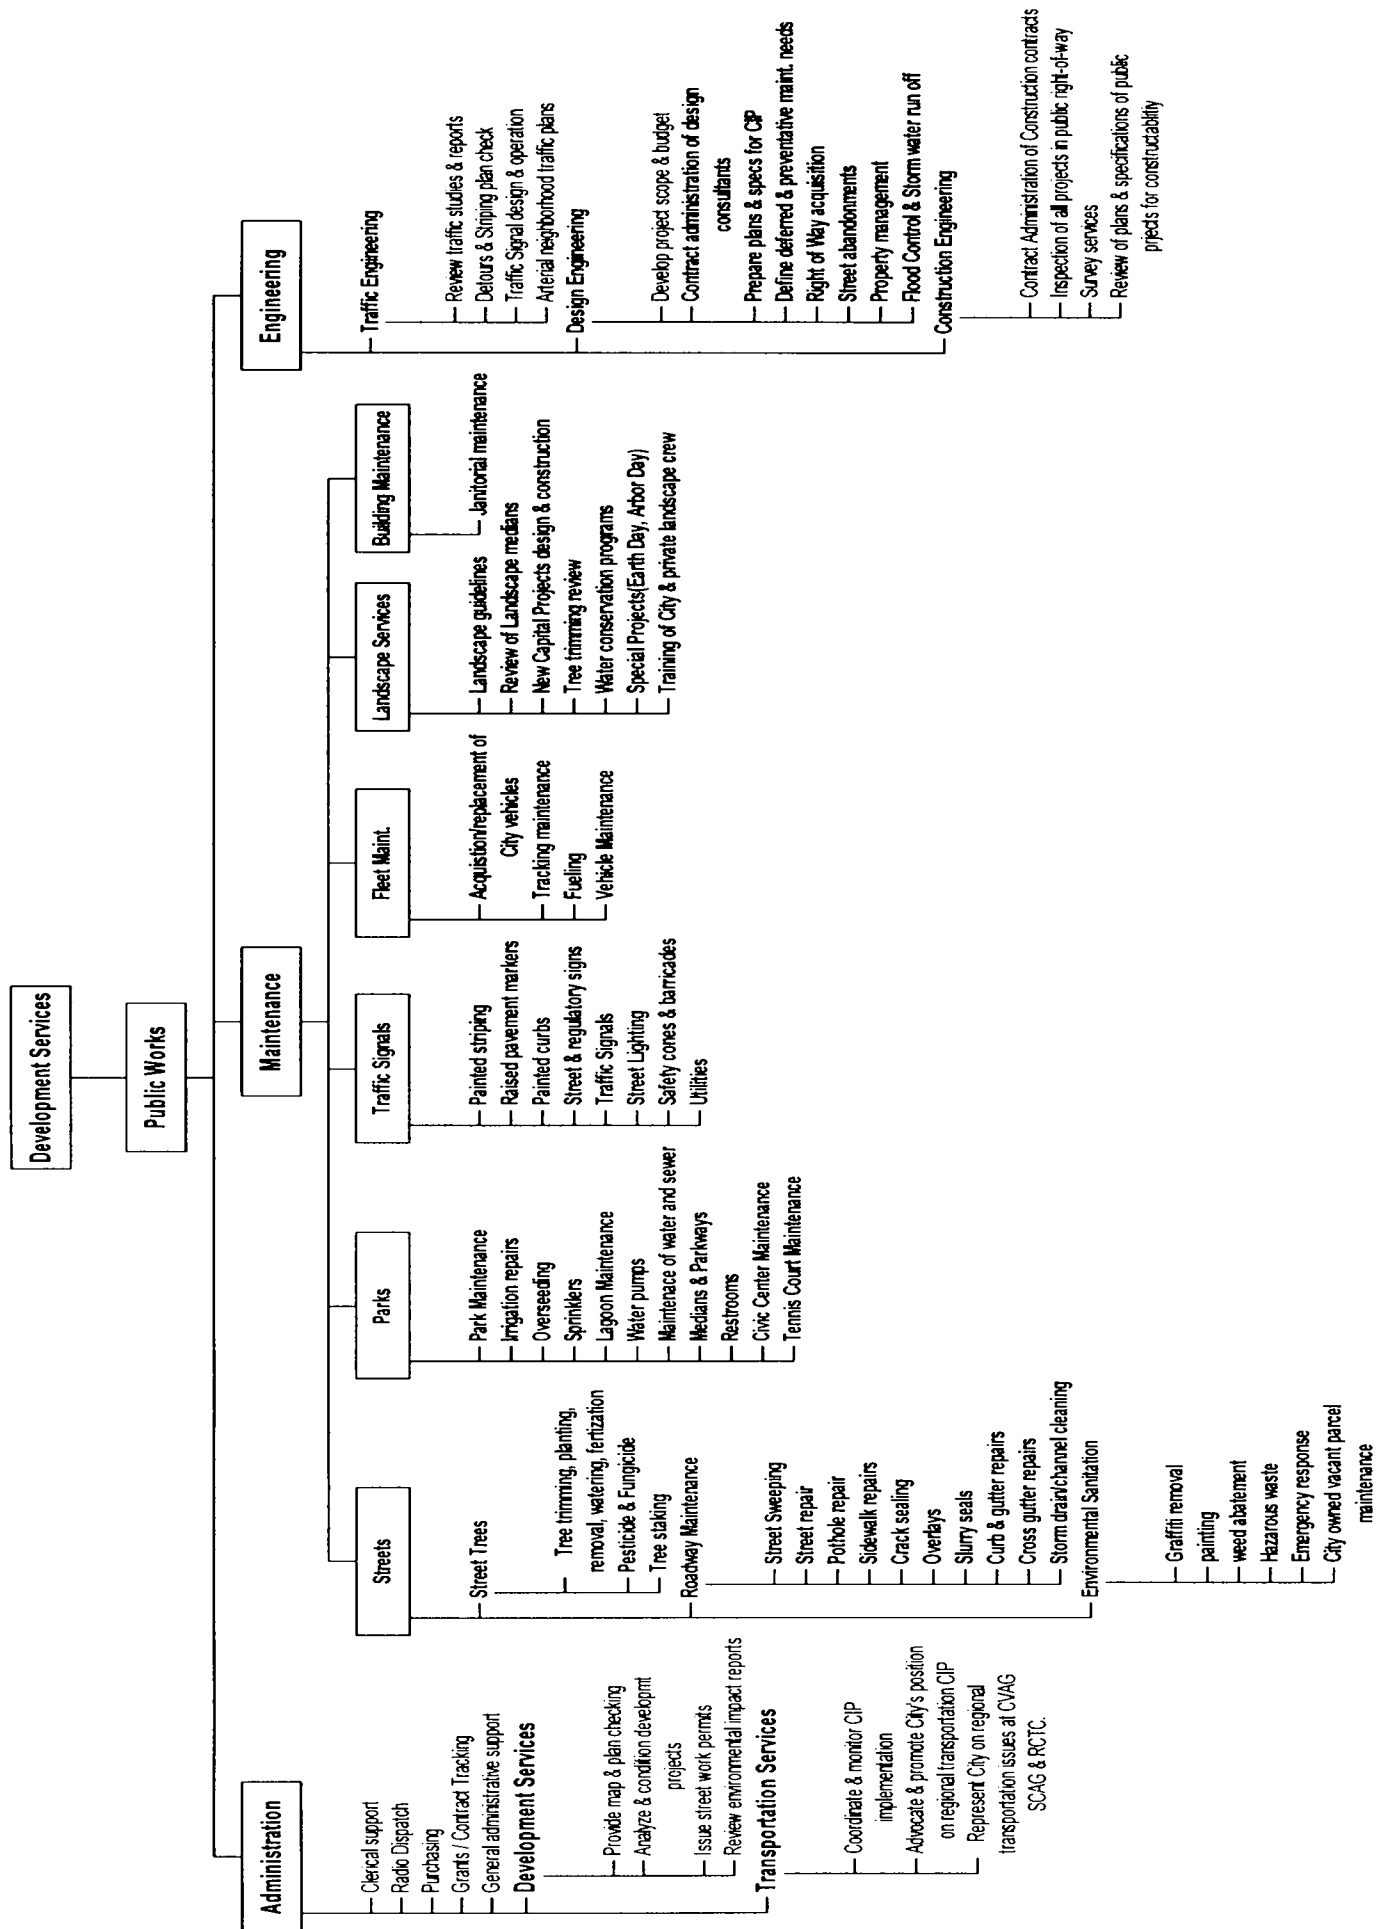 Development Services
Public Works
Administration
Clerical support
Radio Dispatch
Purchasing
Grants / Contract Tracking
General administrative support
Development Services
Provide map & plan checking
Analyze & condition developmt
projects
Issue street work permits
Review environmental impact reports
Transportation Services
Coordinate & monitor CIP
implementation
Advocate & promote City's position
on regional transportation CIP
Represent City on regional
transportation issues at CVAG
SCAG & RCTC.
Maintenance
Streets
Street Trees
Tree trimming, planting,
removal, watering, fertization
Pesticide & Fungicide
Tree staking
Roadway Maintenance
Street Sweeping
Street repair
Pothole repair
Sidewalk repairs
Crack sealing
Overlays
Slurry seals
Curb & gutter repairs
Cross gutter repairs
Storm drain/channel cleaning
Environmental Sanitation
Graffiti removal
painting
weed abatement
Hazarous waste
Emergency response
City owned vacant parcel
maintenance
Parks
Park Maintenance
Irrigation repairs
Overseeding
Sprinklers
Lagoon Maintenance
Water pumps
Maintenace of water and sewer
Medians & Parkways
Restrooms
Civic Center Maintenance
Tennis Court Maintenance
Traffic Signals
Painted striping
Raised pavement markers
Painted curbs
Street & regulatory signs
Traffic Signals
Street Lighting
Safety cones & barricades
Utilities
Fleet Maint.
Acquistion/replacement of
City vehicles
Tracking maintenance
Fueling
Vehicle Maintenance
Landscape Services
Landscape guidelines
Review of Landscape medians
New Capital Projects design & construction
Tree trimming review
Water conservation programs
Special Projects(Earth Day, Arbor Day)
Training of City & private landscape crew
Building Maintenance
Janitorial maintenance
Engineering
Traffic Engineering
Review traffic studies & reports
Detours & Striping plan check
Traffic Signal design & operation
Arterial neighborhood traffic plans
Design Engineering
Develop project scope & budget
Contract administration of design
consultants
Prepare plans & specs for CIP
Define deferred & preventative maint. needs
Right of Way acquisition
Street abandonments
Property management
Flood Control & Storm water run off
Construction Engineering
Contract Administration of Construction contracts
Inspection of all projects in public right-of-way
Survey services
Review of plans & specifications of public
prjects for constructability